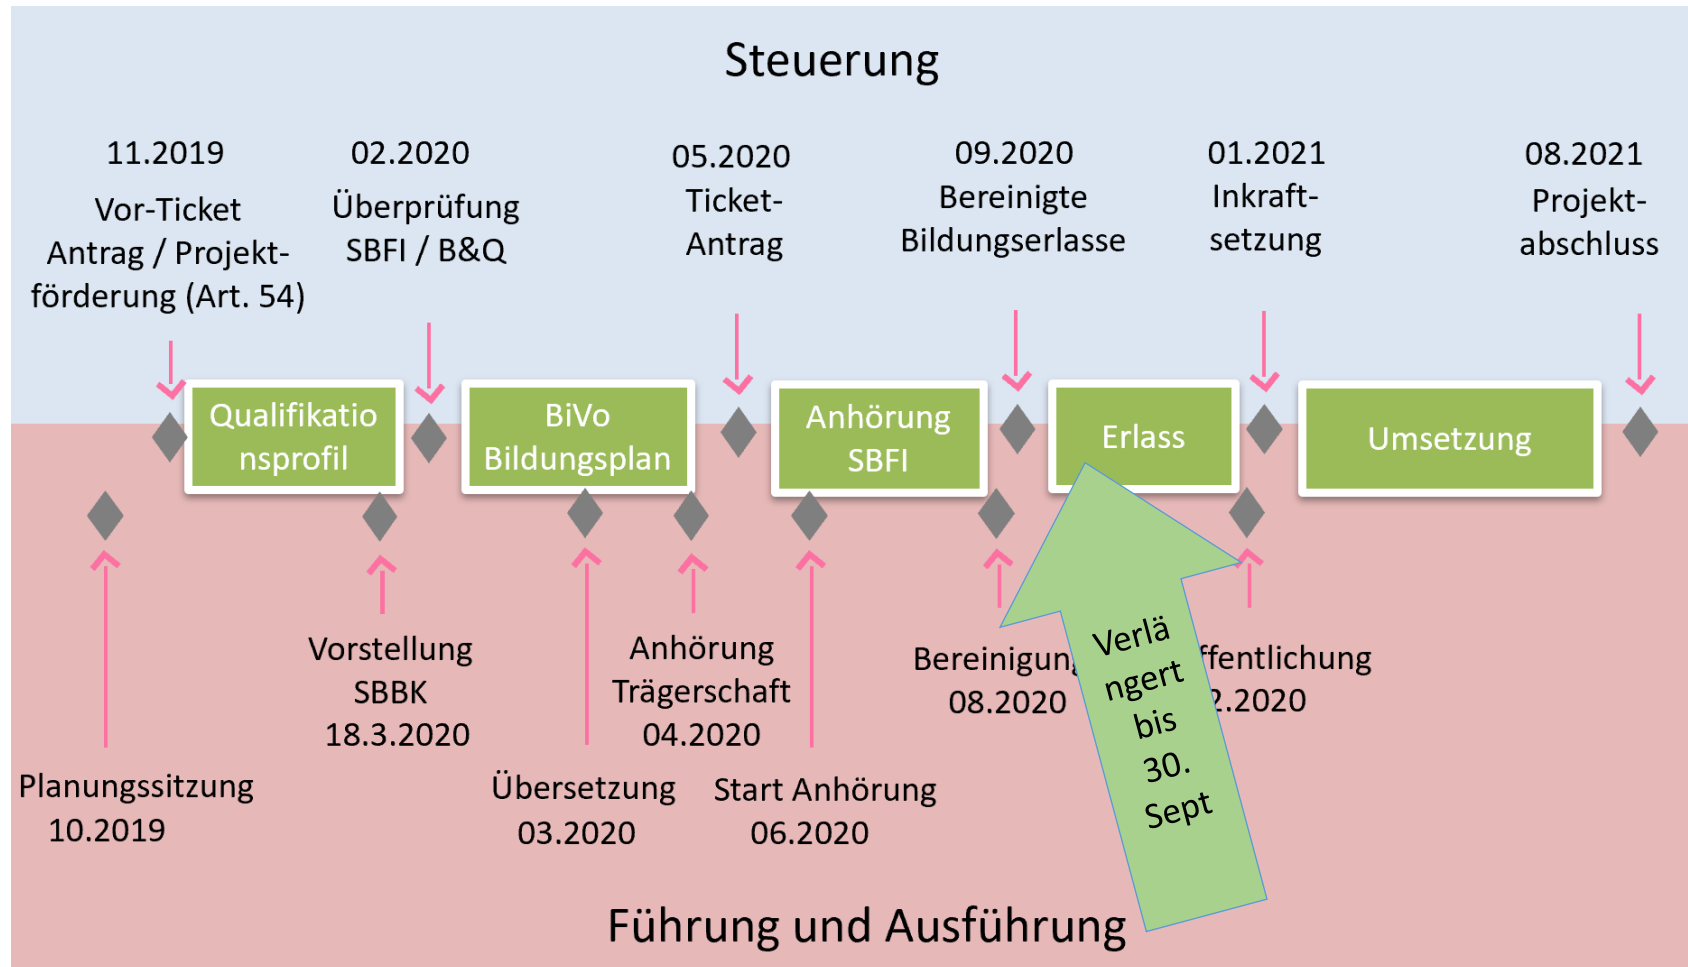 Steuerung
11.2019
Vor-Ticket
Antrag / Projekt-
förderung (Art. 54)
02.2020
Überprüfung
SBFI / B&Q
05.2020
Ticket-
Antrag
09.2020
Bereinigte
Bildungserlasse
01.2021
Inkraft-
setzung
08.2021
Projekt-
abschluss
Qualifikatio
nsprofil
BiVo
Bildungsplan
Anhörung
SBFI
Erlass
Umsetzung
Planungssitzung
10.2019
Vorstellung
SBBK
18.3.2020
Übersetzung
03.2020
Anhörung
Trägerschaft
04.2020
Start Anhörung
06.2020
Bereinigung
08.2020
Verlä
ngert
bis
30.
Sept
ffentlichung
2.2020
Führung und Ausführung